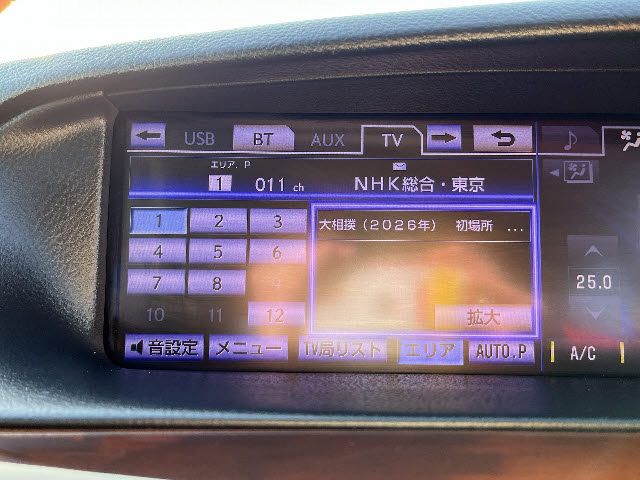 USB BT AUX TV
エリア. P
1 011 ch NHK総合・東京
1 2 3
大相撲（2026年） 初場所 ...
4 5 6
7 8 9
25.0
10 11 12
拡大
音設定 メニュー TV局リスト エリア AUTO.P A/C